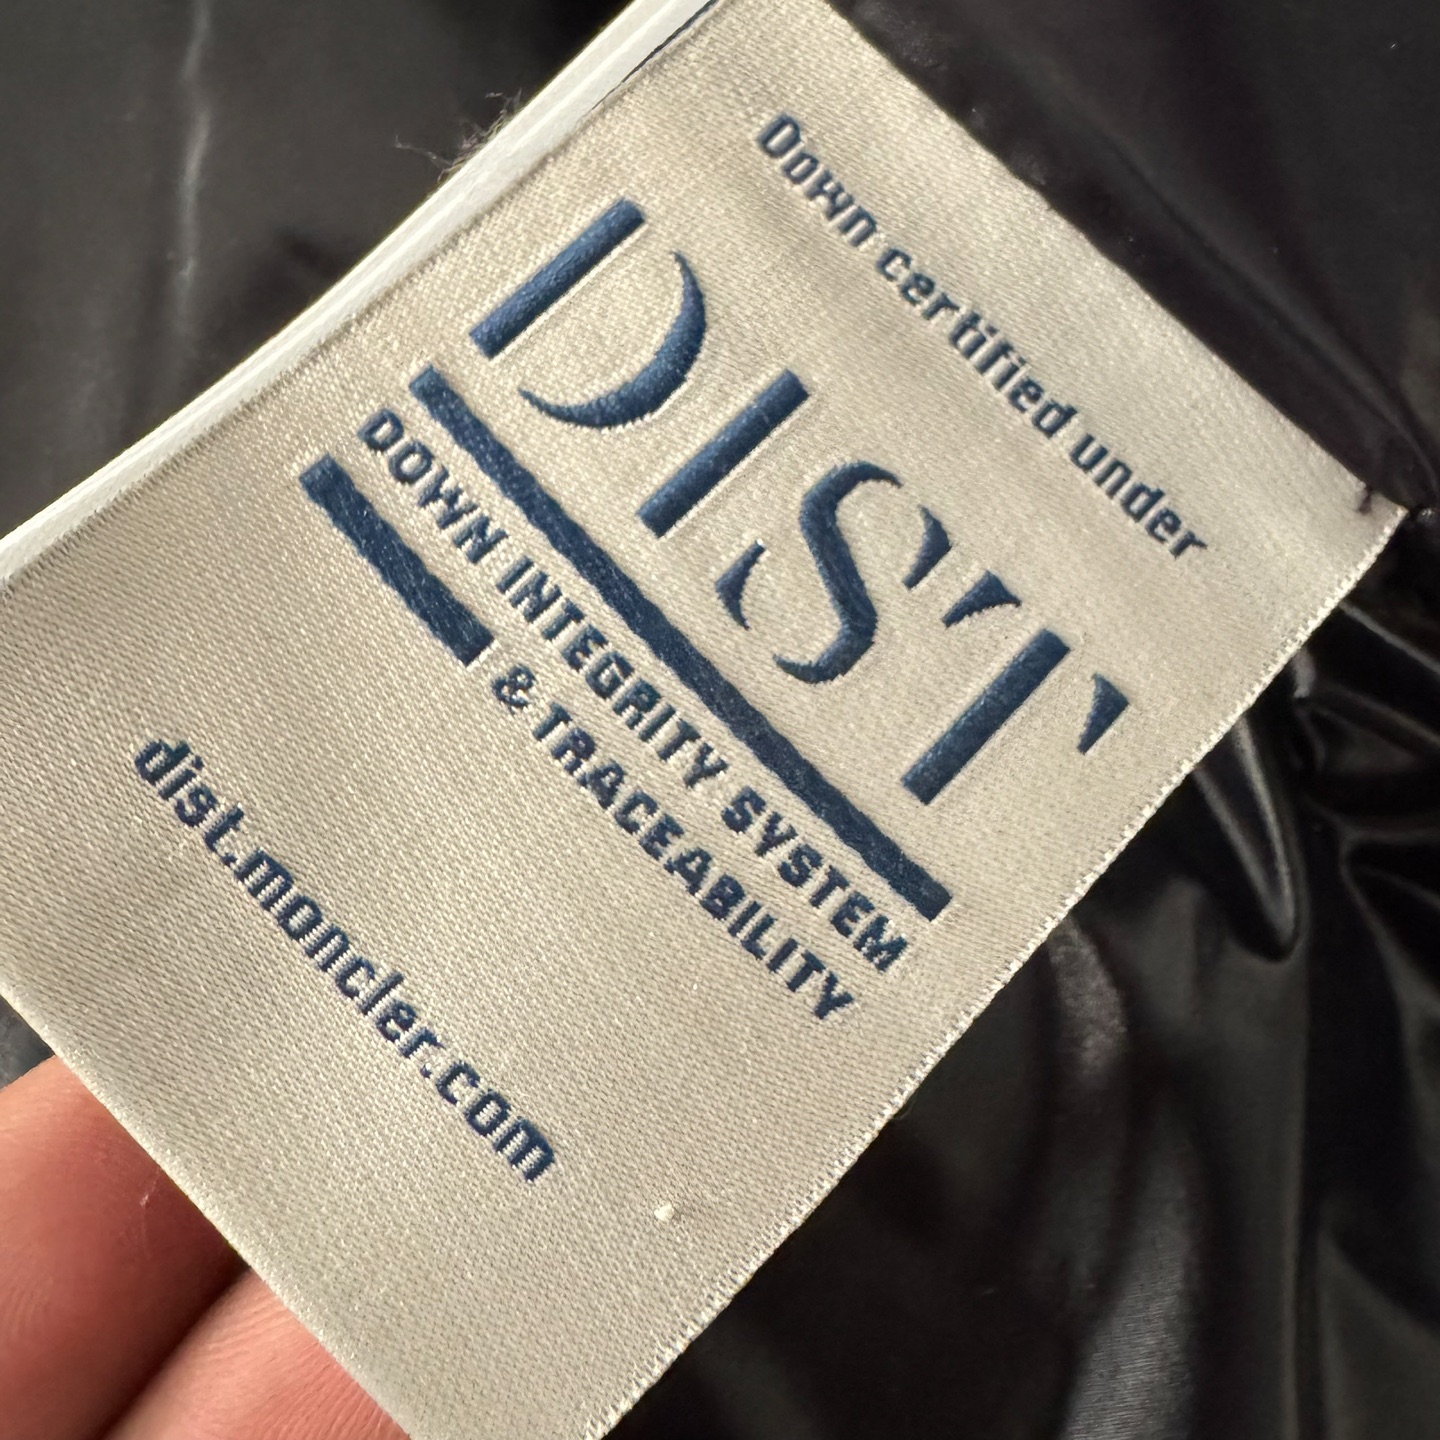 Down certified under
DIST
DOWN INTEGRITY SYSTEM
& TRACEABILITY
dist.moncler.com